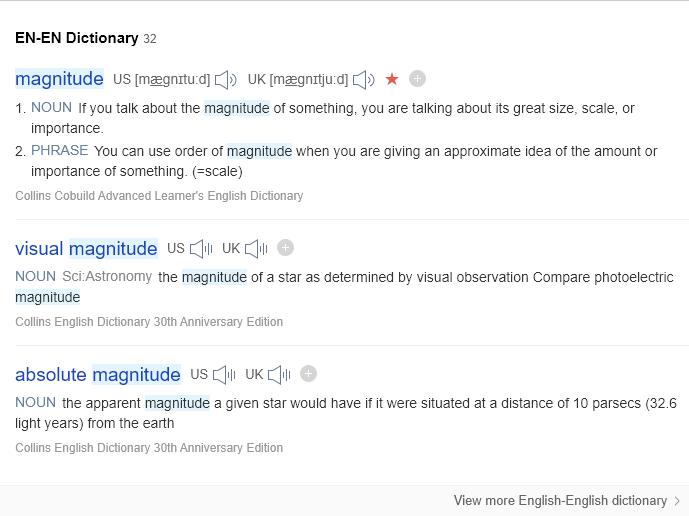 EN-EN Dictionary 32
magnitude US [mægnɪtuːd] UK [mægnɪtjuːd]
1. NOUN If you talk about the magnitude of something, you are talking about its great size, scale, or
importance.
2. PHRASE You can use order of magnitude when you are giving an approximate idea of the amount or
importance of something. (=scale)
Collins Cobuild Advanced Learner's English Dictionary
visual magnitude US UK
NOUN Sci:Astronomy the magnitude of a star as determined by visual observation Compare photoelectric
magnitude
Collins English Dictionary 30th Anniversary Edition
absolute magnitude US UK
NOUN the apparent magnitude a given star would have if it were situated at a distance of 10 parsecs (32.6
light years) from the earth
Collins English Dictionary 30th Anniversary Edition
View more English-English dictionary >